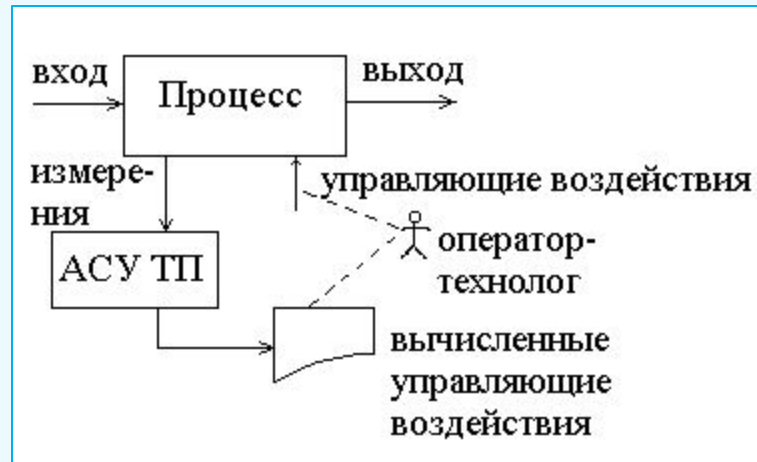 вход
Процесс
выход
измере-
ния
управляющие воздействия
АСУ ТП
оператор-
технолог
вычисленные
управляющие
воздействия